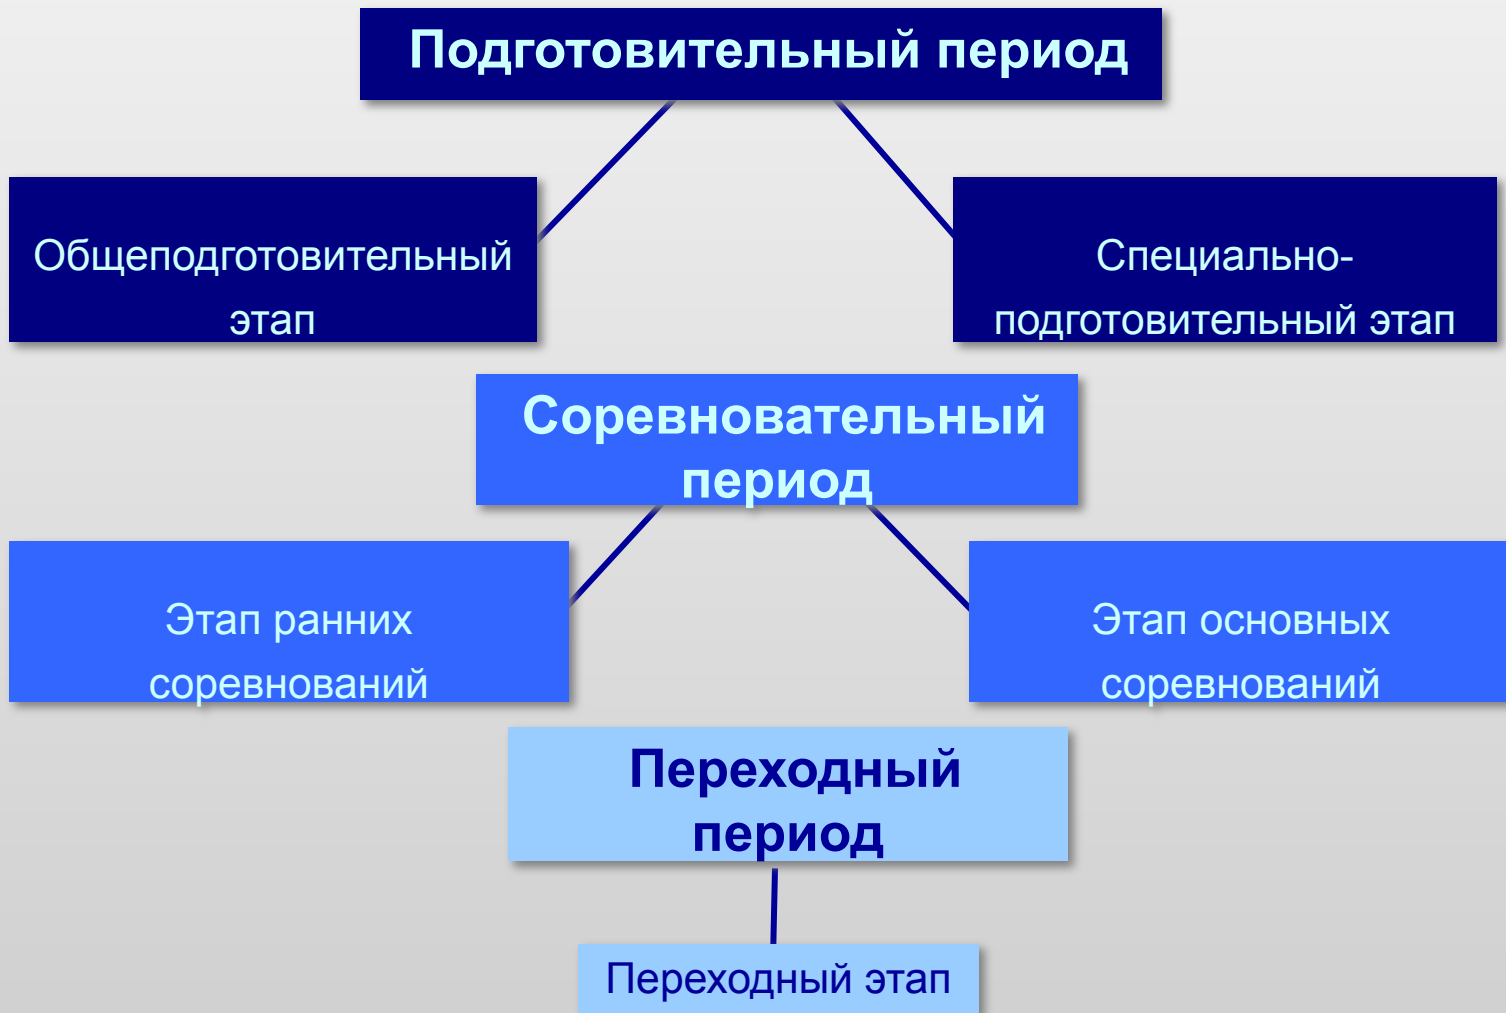 Подготовительный период
Общеподготовительный
этап
Специально-
подготовительный этап
Соревновательный
период
Этап ранних
соревнований
Этап основных
соревнований
Переходный
период
Переходный этап